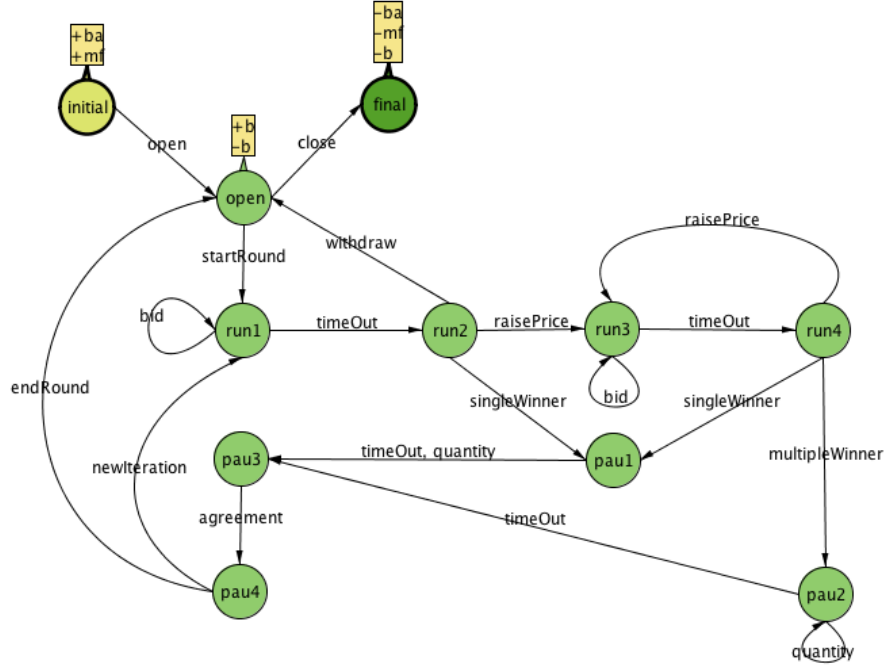 +ba
+mf
−ba
−mf
−b
initial
final
open
close
+b
−b
open
raisePrice
withdraw
startRound
bid
run1
timeOut
run2
raisePrice
run3
timeOut
run4
endRound
bid
singleWinner
singleWinner
newIteration
pau3
timeOut, quantity
pau1
multipleWinner
agreement
timeOut
pau4
pau2
quantity